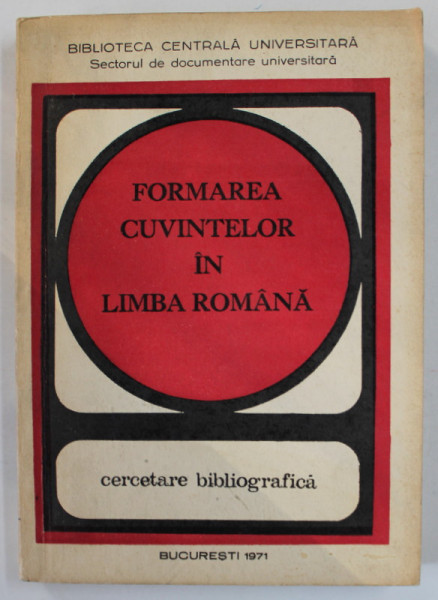 BIBLIOTECA CENTRALĂ UNIVERSITARĂ
Sectorul de documentare universitară
FORMAREA
CUVINTELOR
ÎN
LIMBA ROMÂNĂ
cercetare bibliografică
BUCUREȘTI 1971